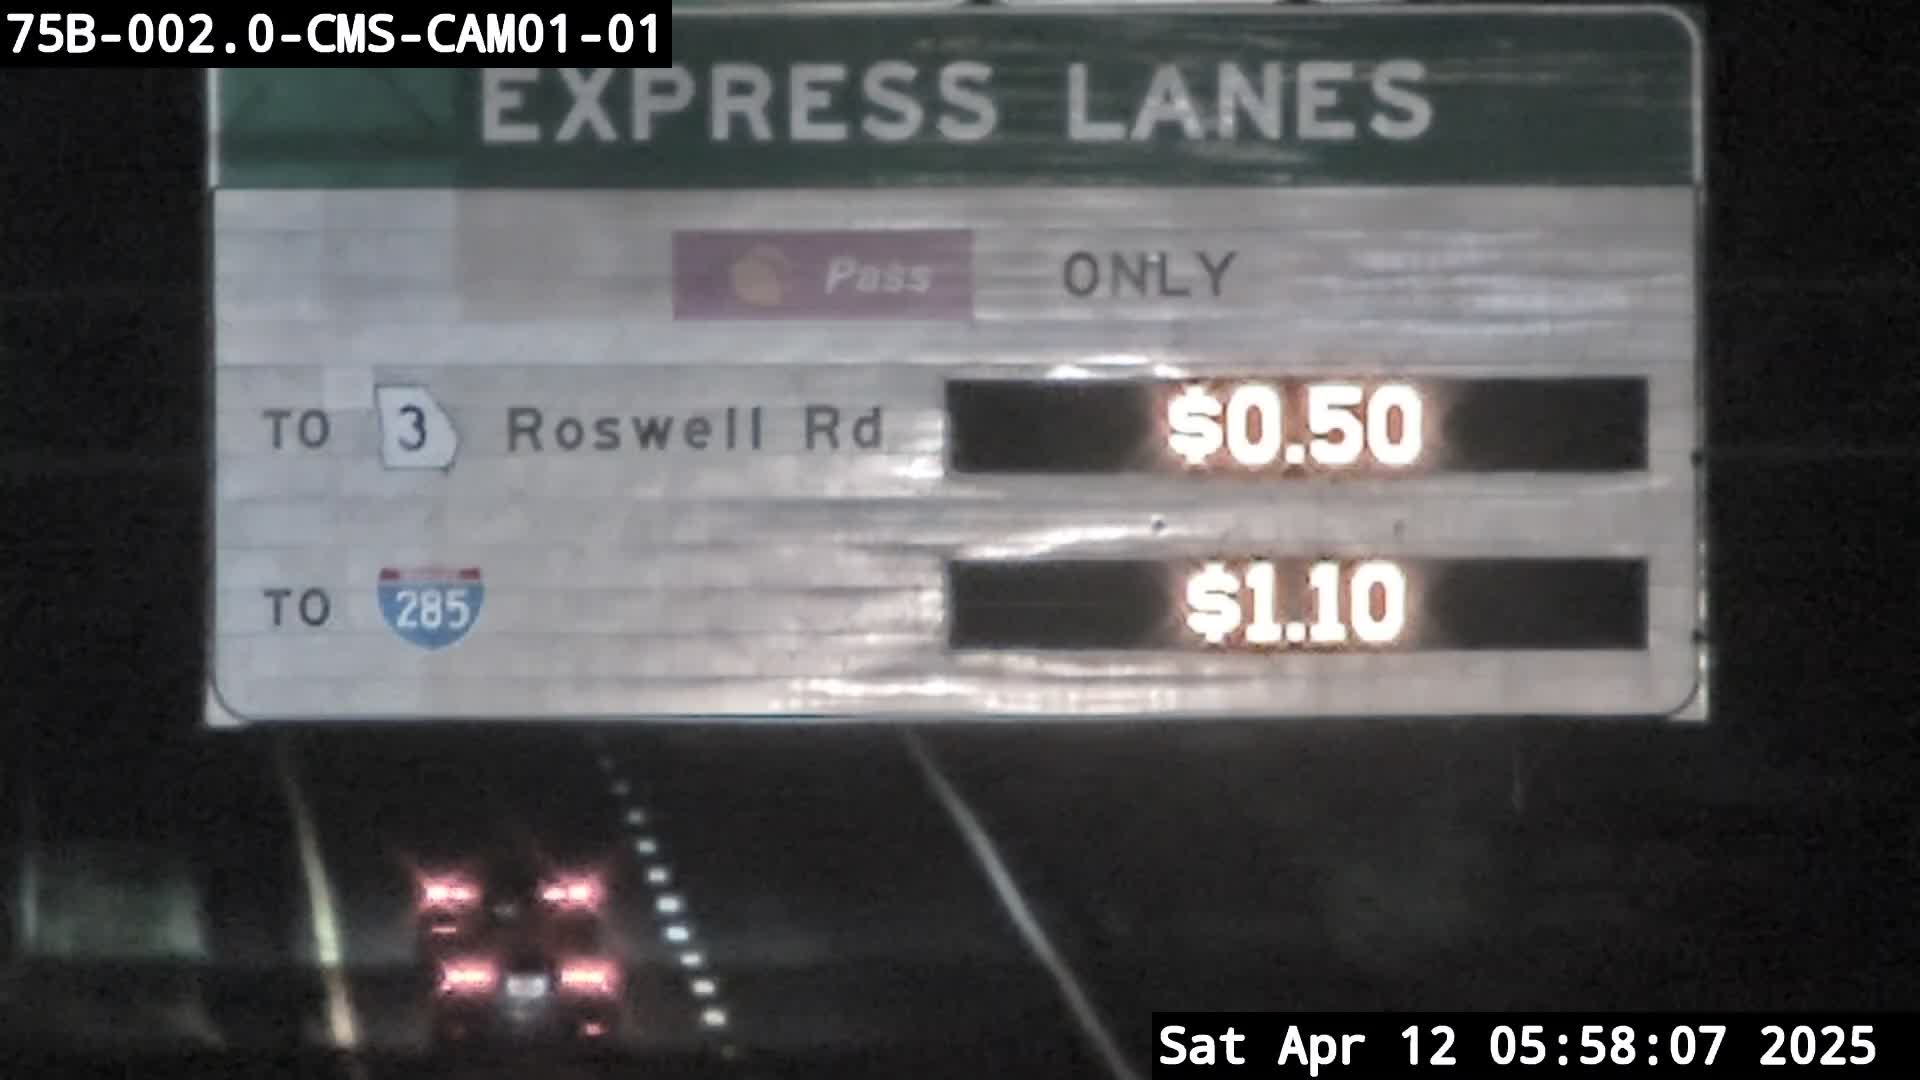 75B-002.0-CMS-CAM01-01
EXPRESS LANES
Pass ONLY
TO 3 Roswell Rd $0.50
TO 285 $1.10
Sat Apr 12 05:58:07 2025